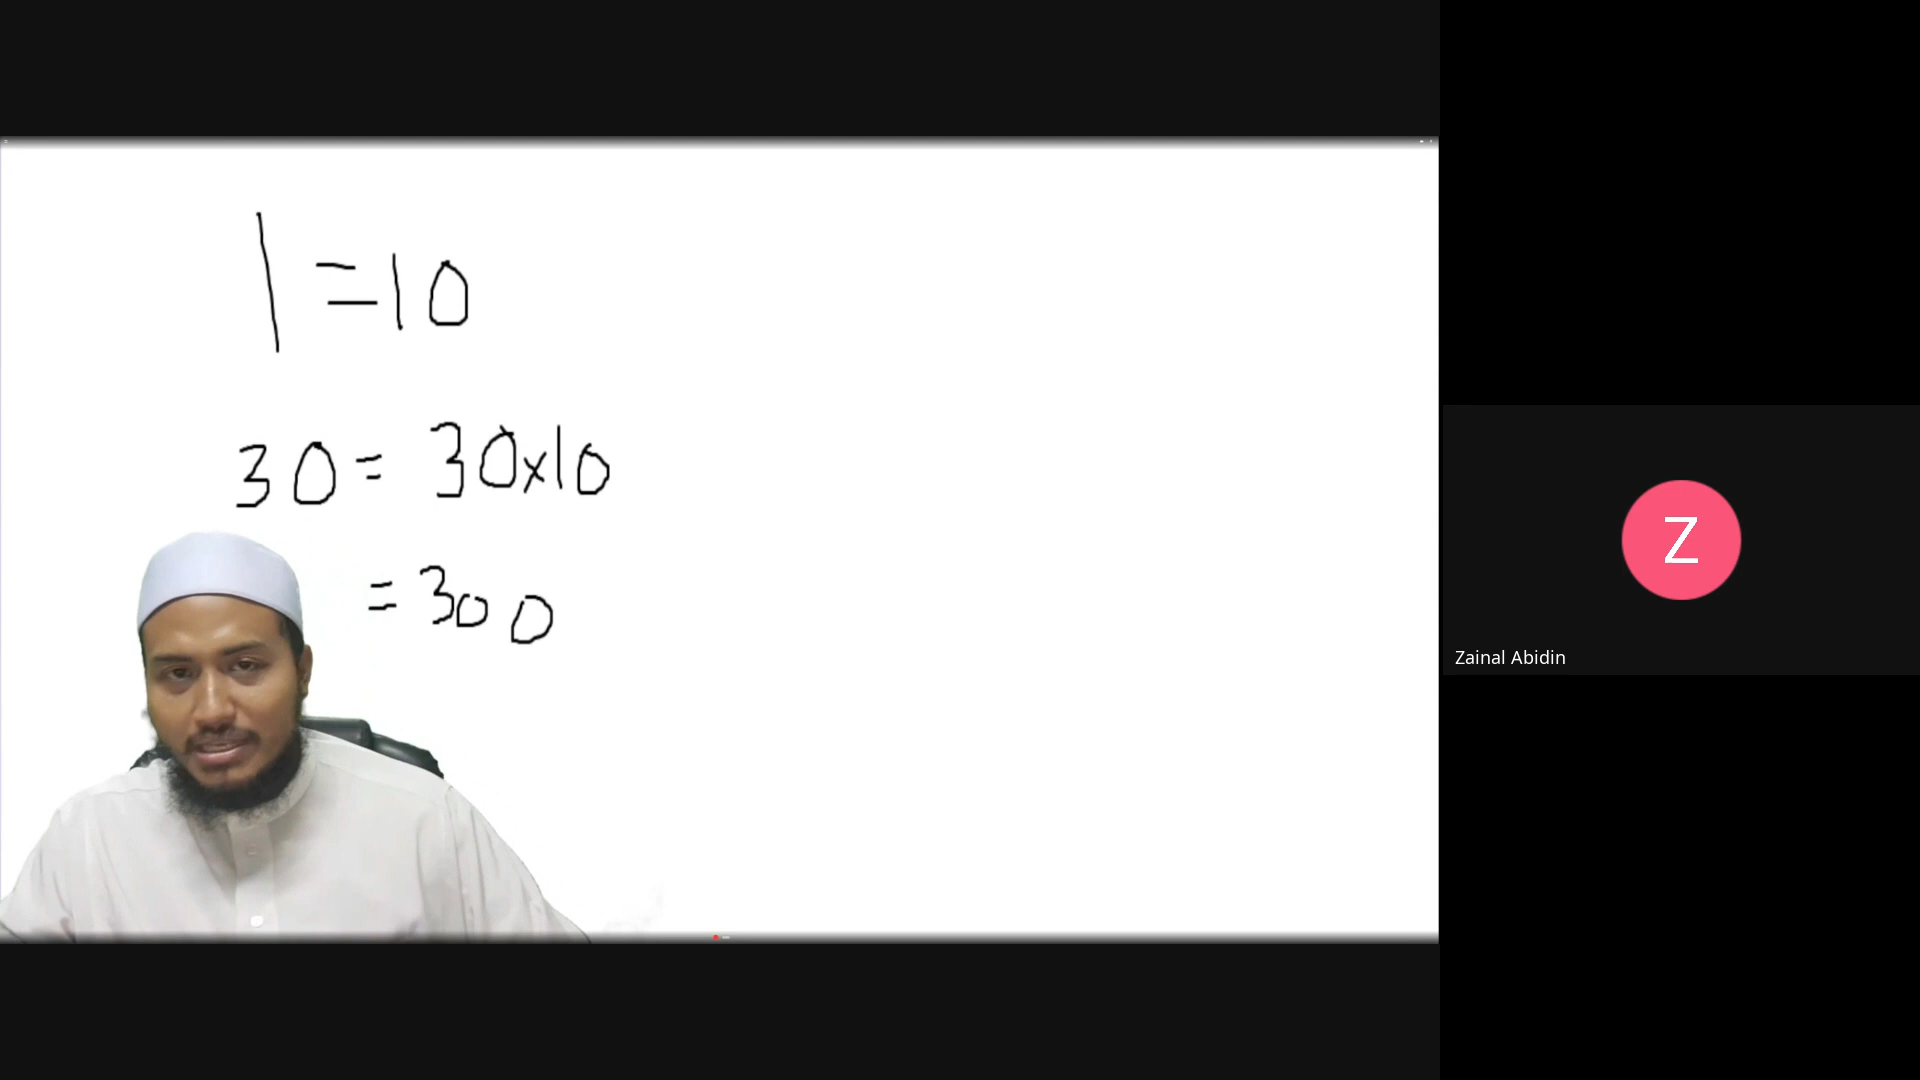 1 = 10
30 = 30x10
= 300
Z
Zainal Abidin